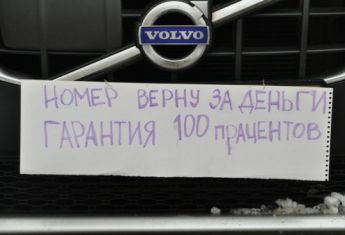 VOLVO
НОМЕР ВЕРНУ ЗА ДЕНЬГИ
ГАРАНТИЯ 100 ПРАЦЕНТОВ